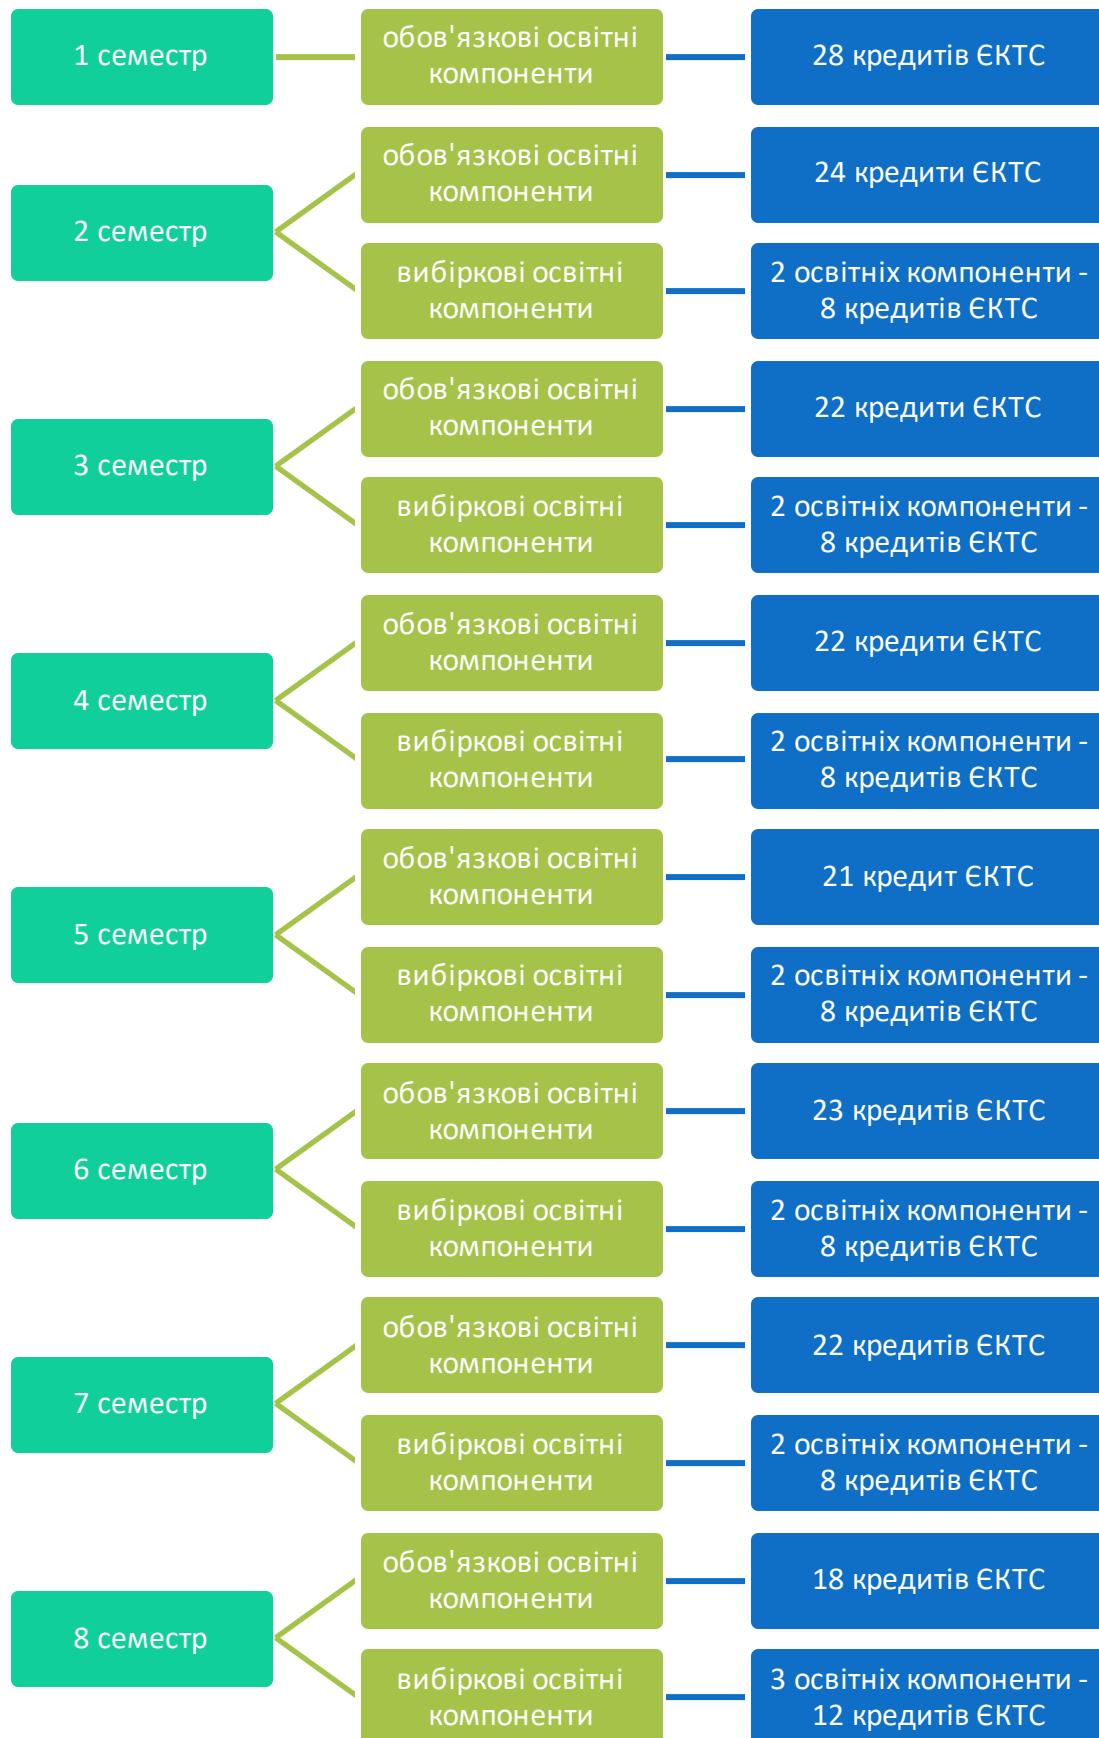 1 семестр
обов'язкові освітні
компоненти
28 кредитів ЄКТС
2 семестр
обов'язкові освітні
компоненти
24 кредити ЄКТС
вибіркові освітні
компоненти
2 освітніх компоненти -
8 кредитів ЄКТС
3 семестр
обов'язкові освітні
компоненти
22 кредити ЄКТС
вибіркові освітні
компоненти
2 освітніх компоненти -
8 кредитів ЄКТС
4 семестр
обов'язкові освітні
компоненти
22 кредити ЄКТС
вибіркові освітні
компоненти
2 освітніх компоненти -
8 кредитів ЄКТС
5 семестр
обов'язкові освітні
компоненти
21 кредит ЄКТС
вибіркові освітні
компоненти
2 освітніх компоненти -
8 кредитів ЄКТС
6 семестр
обов'язкові освітні
компоненти
23 кредитів ЄКТС
вибіркові освітні
компоненти
2 освітніх компоненти -
8 кредитів ЄКТС
7 семестр
обов'язкові освітні
компоненти
22 кредитів ЄКТС
вибіркові освітні
компоненти
2 освітніх компоненти -
8 кредитів ЄКТС
8 семестр
обов'язкові освітні
компоненти
18 кредитів ЄКТС
вибіркові освітні
компоненти
3 освітніх компоненти -
12 кредитів ЄКТС